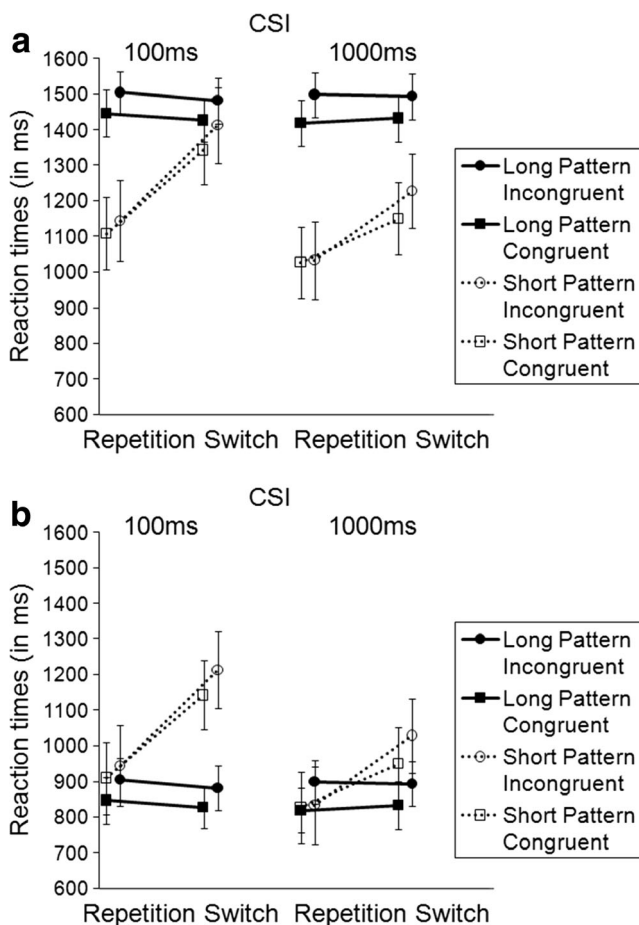 a
CSI
100ms 1000ms
1600
1500
1400
1300
1200
1100
1000
900
800
700
600
Reaction times (in ms)
Repetition Switch Repetition Switch
Long Pattern
Incongruent
Long Pattern
Congruent
Short Pattern
Incongruent
Short Pattern
Congruent
b
CSI
100ms 1000ms
1600
1500
1400
1300
1200
1100
1000
900
800
700
600
Reaction times (in ms)
Repetition Switch Repetition Switch
Long Pattern
Incongruent
Long Pattern
Congruent
Short Pattern
Incongruent
Short Pattern
Congruent